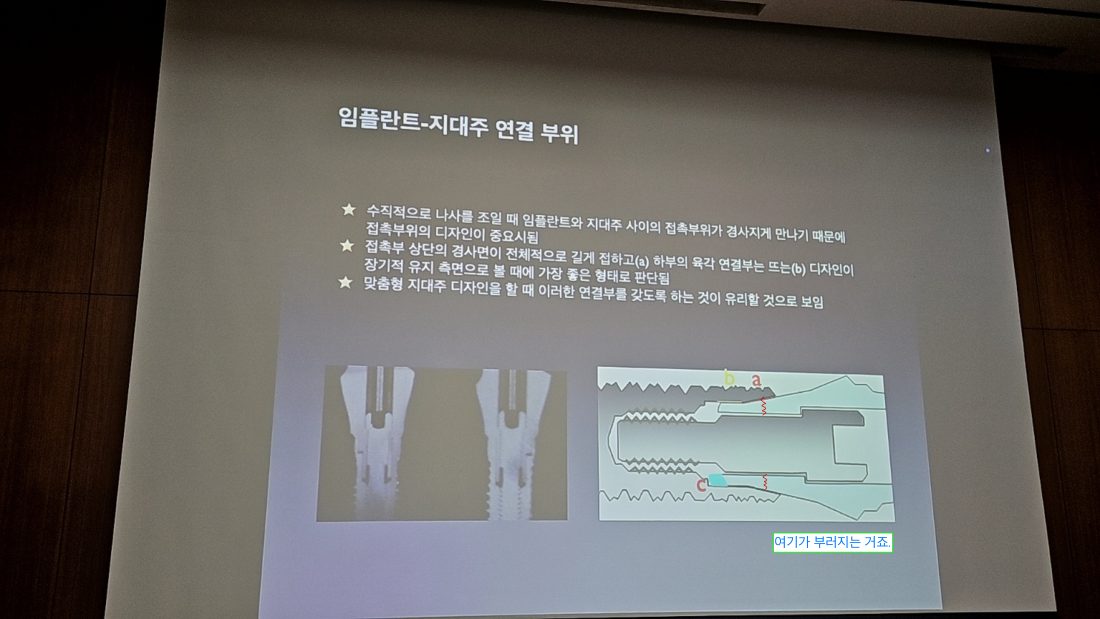 임플란트-지대주 연결 부위
수직적으로 나사를 조일 때 임플란트와 지대주 사이의 접촉부위가 경사지게 만나기 때문에
접촉부위의 디자인이 중요시됨
접촉부 상단의 경사면이 전체적으로 길게 접하고(a) 하부의 육각 연결부는 뜨는(b) 디자인이
장기적 유지 측면으로 볼 때에 가장 좋은 형태로 판단됨
맞춤형 지대주 디자인을 할 때 이러한 연결부를 갖도록 하는 것이 유리할 것으로 보임
b a
c
여기가 부러지는 거죠.